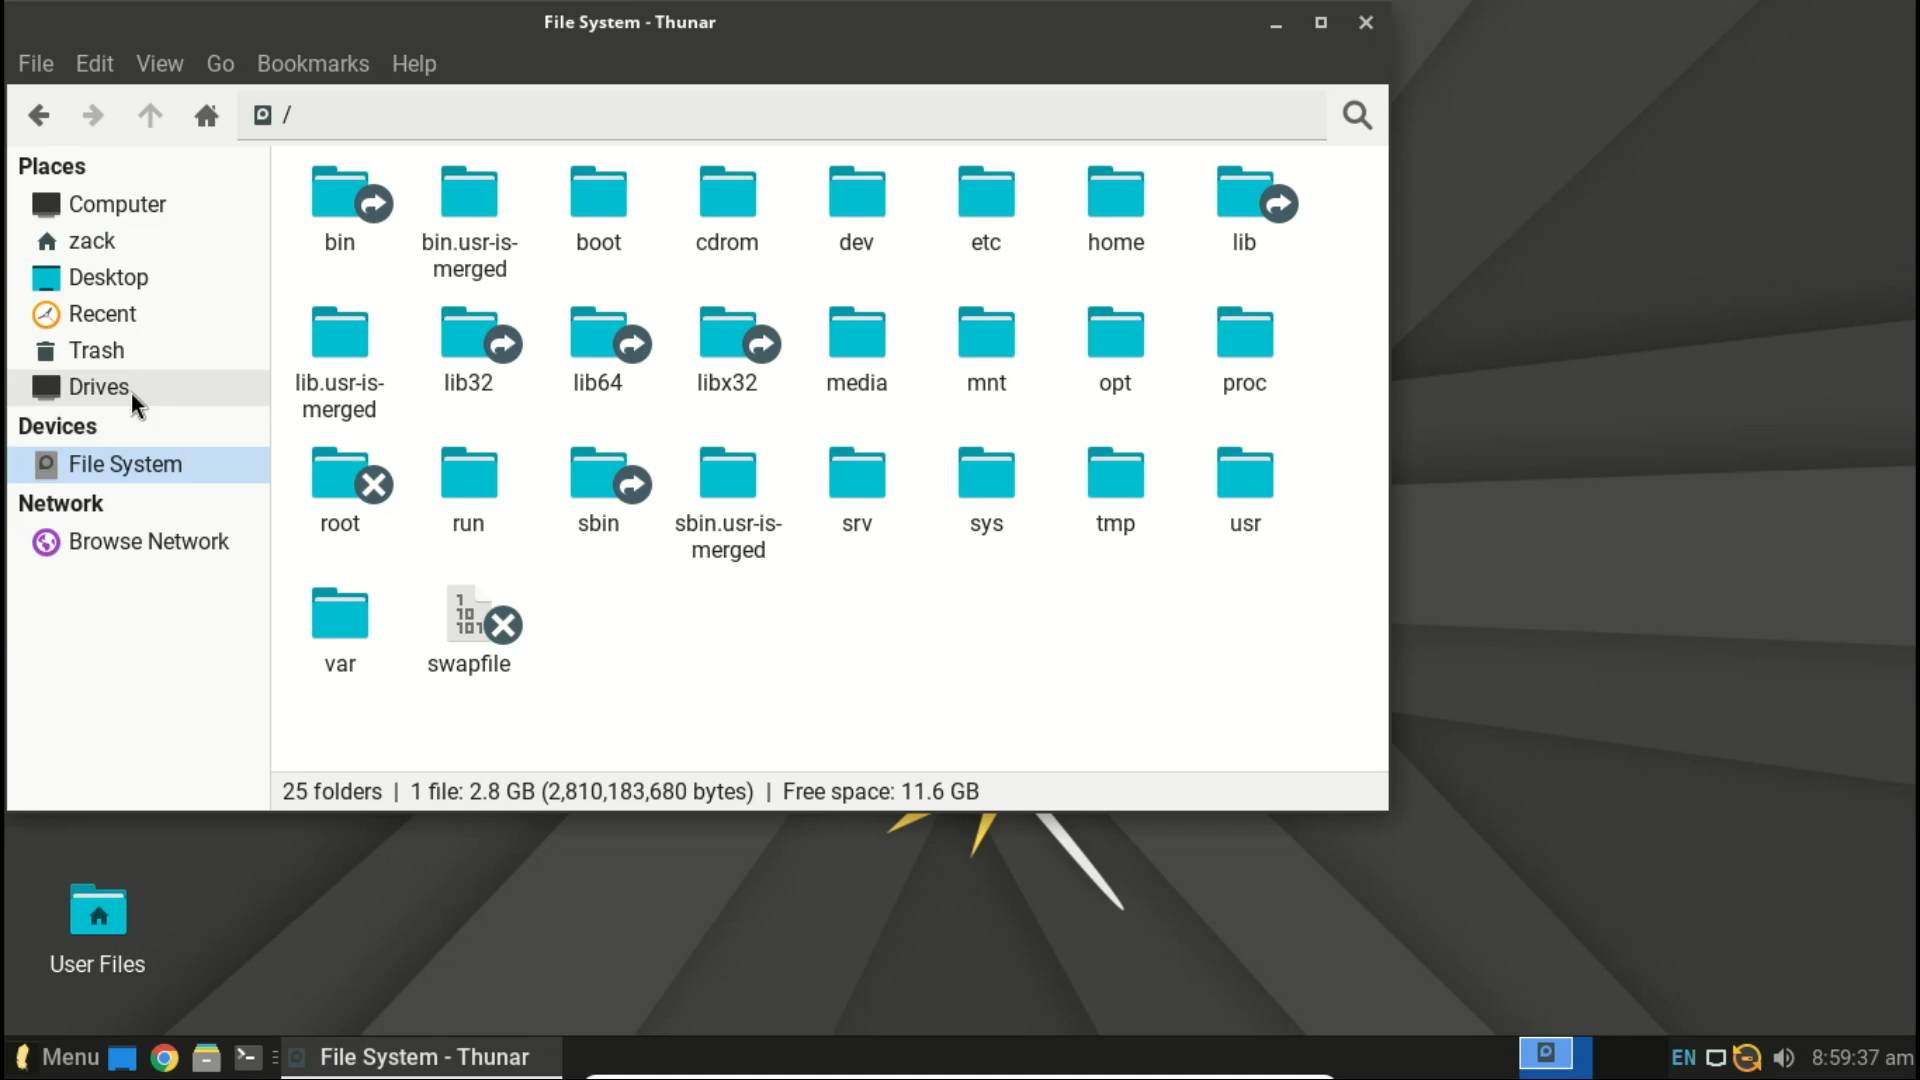 File System - Thunar
File Edit View Go Bookmarks Help
/
Places
Computer
zack
Desktop
Recent
Trash
Drives
Devices
File System
Network
Browse Network
bin
bin.usr-is-
merged
boot
cdrom
dev
etc
home
lib
lib.usr-is-
merged
lib32
lib64
libx32
media
mnt
opt
proc
root
run
sbin
sbin.usr-is-
merged
srv
sys
tmp
usr
var
1
10
101
swapfile
25 folders | 1 file: 2.8 GB (2,810,183,680 bytes) | Free space: 11.6 GB
User Files
Menu
File System - Thunar
EN
8:59:37 am